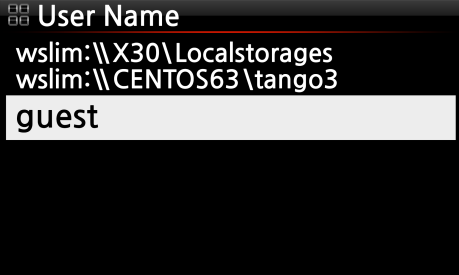 User Name
wslim:\\X30\Localstorages
wslim:\\CENTOS63\tango3
guest